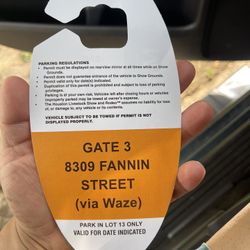 PARKING REGULATIONS
• Permit must be displayed on rearview mirror at all times while on Show
Grounds.
• Permit does not guarantee entrance of the vehicle to Show Grounds.
• Permit valid only for date(s) indicated.
• Duplication of this permit is prohibited and subject to impound and/or
fines.
• Parking is at your own risk. Vehicles left after closing hours or vehicles
improperly parked may be towed at owner's expense.
• The Houston Livestock Show and Rodeo™ assumes no liability for loss
of, or damage to, any vehicles or its contents.
VEHICLE SUBJECT TO BE TOWED IF PERMIT IS NOT
DISPLAYED PROPERLY.
GATE 3
8309 FANNIN
STREET
(via Waze)
PARK IN LOT 13 ONLY
VALID FOR DATE INDICATED